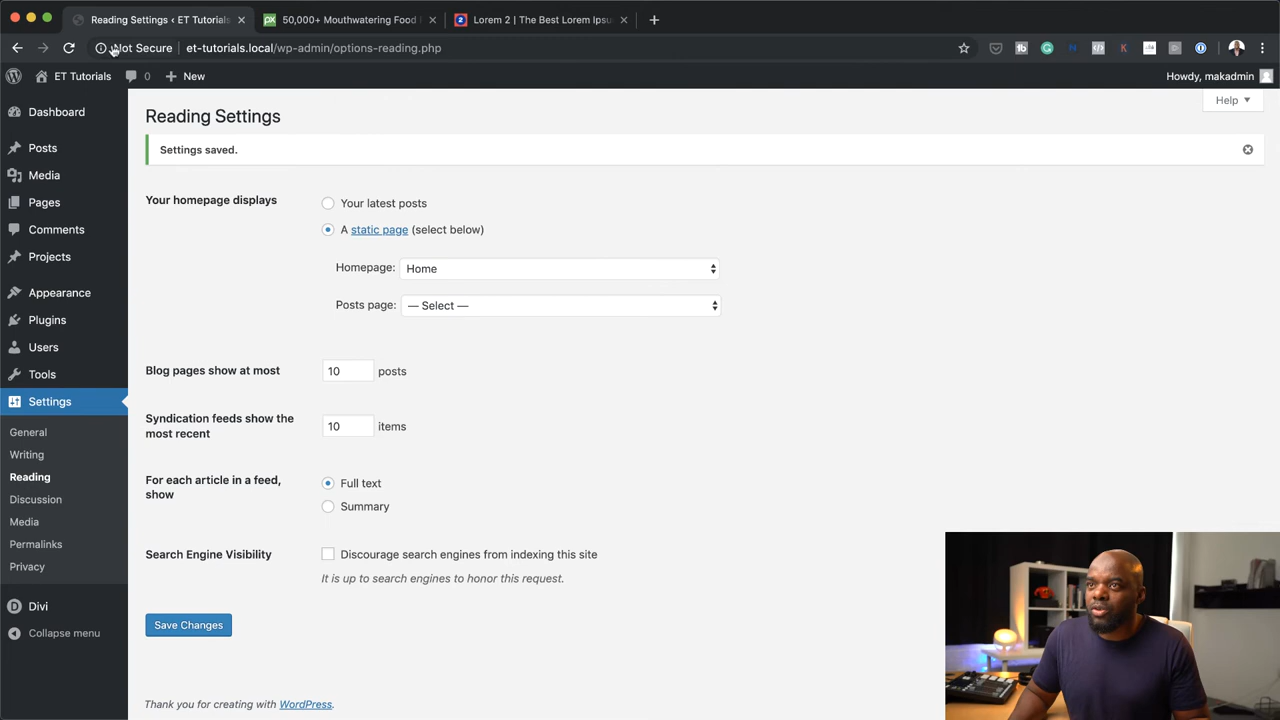 Reading Settings ‹ ET Tutorials
50,000+ Mouthwatering Food
Lorem 2 | The Best Lorem Ipsu
Not Secure
et-tutorials.local/wp-admin/options-reading.php
ET Tutorials
0
New
Howdy, makadmin
Help
Dashboard
Posts
Media
Pages
Comments
Projects
Appearance
Plugins
Users
Tools
Settings
General
Writing
Reading
Discussion
Media
Permalinks
Privacy
Divi
Collapse menu
Reading Settings
Settings saved.
Your homepage displays
Your latest posts
A static page (select below)
Homepage: Home
Posts page: — Select —
Blog pages show at most
10 posts
Syndication feeds show the
most recent
10 items
For each article in a feed,
show
Full text
Summary
Search Engine Visibility
Discourage search engines from indexing this site
It is up to search engines to honor this request.
Save Changes
Thank you for creating with WordPress.